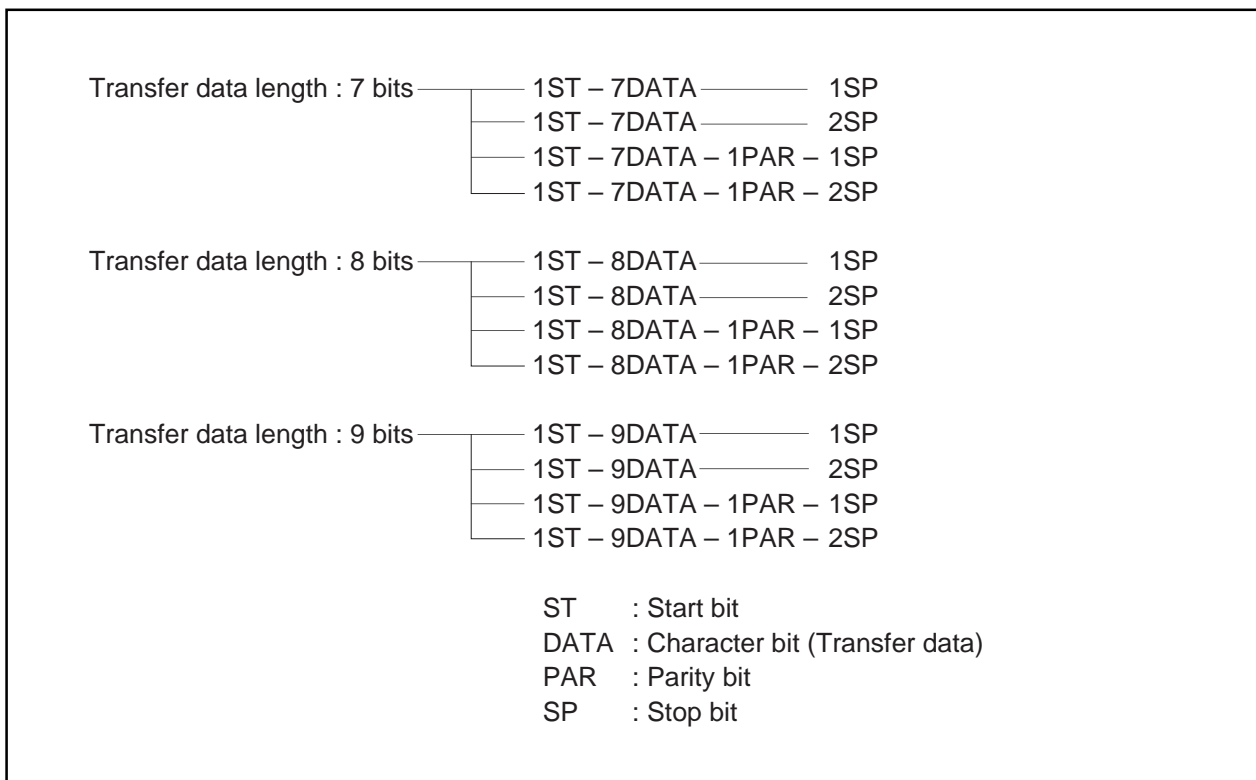 Transfer data length : 7 bits 1ST – 7DATA 1SP
1ST – 7DATA 2SP
1ST – 7DATA – 1PAR – 1SP
1ST – 7DATA – 1PAR – 2SP
Transfer data length : 8 bits 1ST – 8DATA 1SP
1ST – 8DATA 2SP
1ST – 8DATA – 1PAR – 1SP
1ST – 8DATA – 1PAR – 2SP
Transfer data length : 9 bits 1ST – 9DATA 1SP
1ST – 9DATA 2SP
1ST – 9DATA – 1PAR – 1SP
1ST – 9DATA – 1PAR – 2SP
ST : Start bit
DATA : Character bit (Transfer data)
PAR : Parity bit
SP : Stop bit